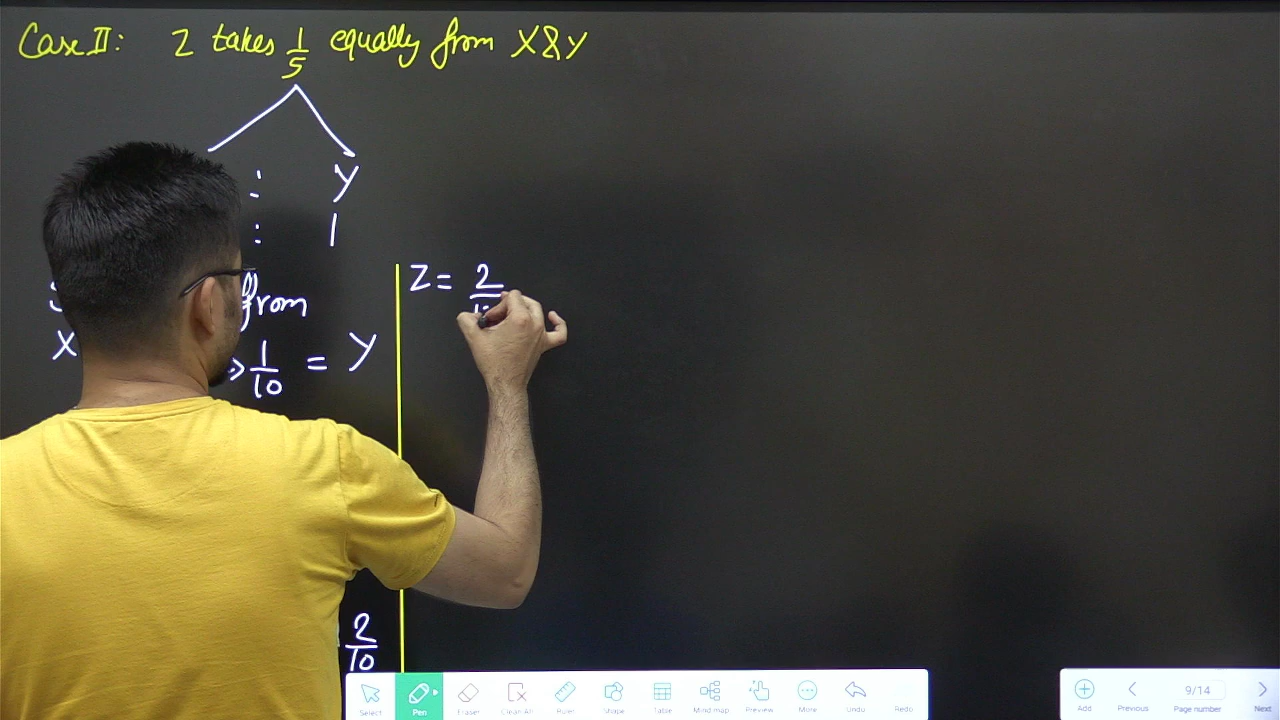 Case II: Z takes 1/5 equally from X & Y
: Y
: 1
from
X
1/10 = Y
Z = 2/
2/10
Select
Pen
Eraser
Clean All
Ruler
Shape
Table
Mind map
Preview
More
Undo
Redo
Add
Previous
9/14
Page number
Next